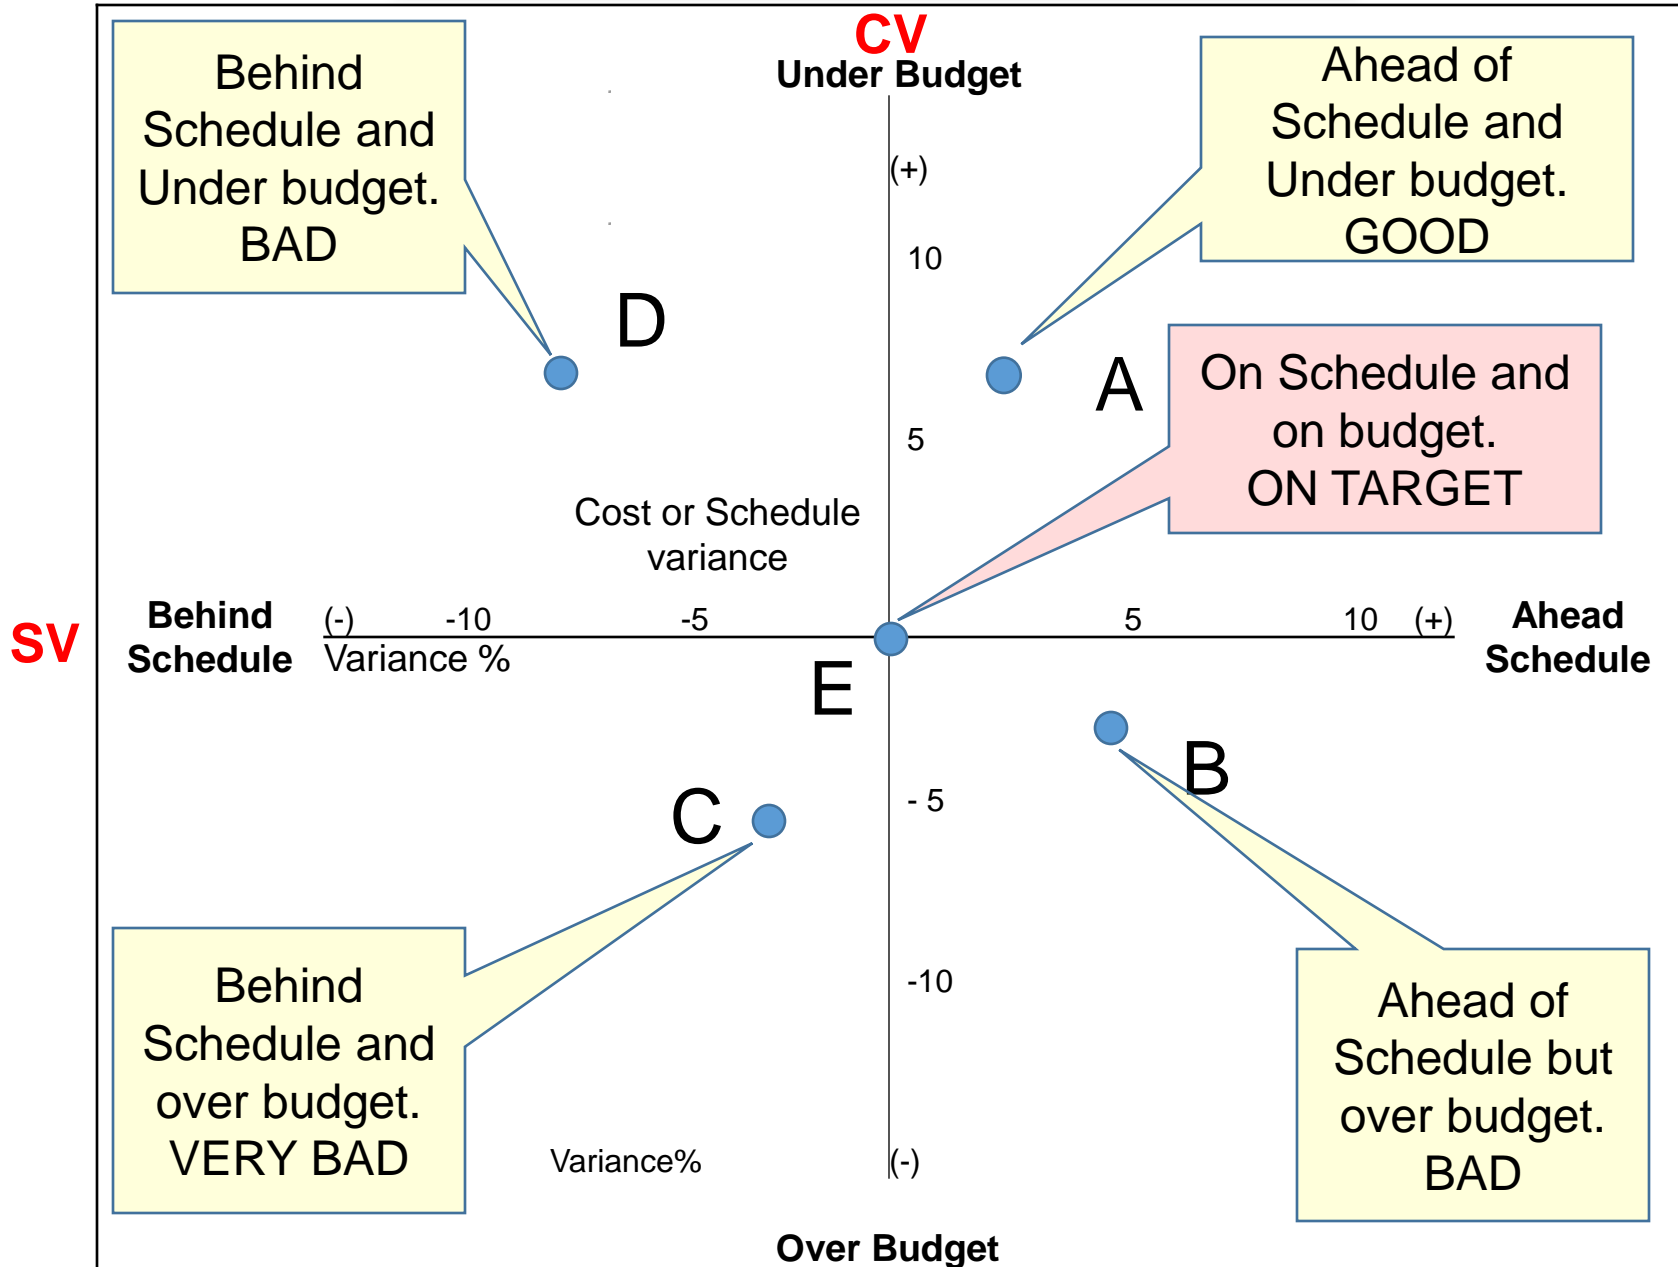 CV
Under Budget
Behind
Schedule and
Under budget.
BAD
Ahead of
Schedule and
Under budget.
GOOD
(+)
10
D
A
On Schedule and
on budget.
ON TARGET
5
Cost or Schedule
variance
SV
Behind
Schedule
(-)
-10
-5
5
10
(+)
Ahead
Schedule
Variance %
E
B
C
- 5
-10
Behind
Schedule and
over budget.
VERY BAD
Ahead of
Schedule but
over budget.
BAD
Variance%
(-)
Over Budget